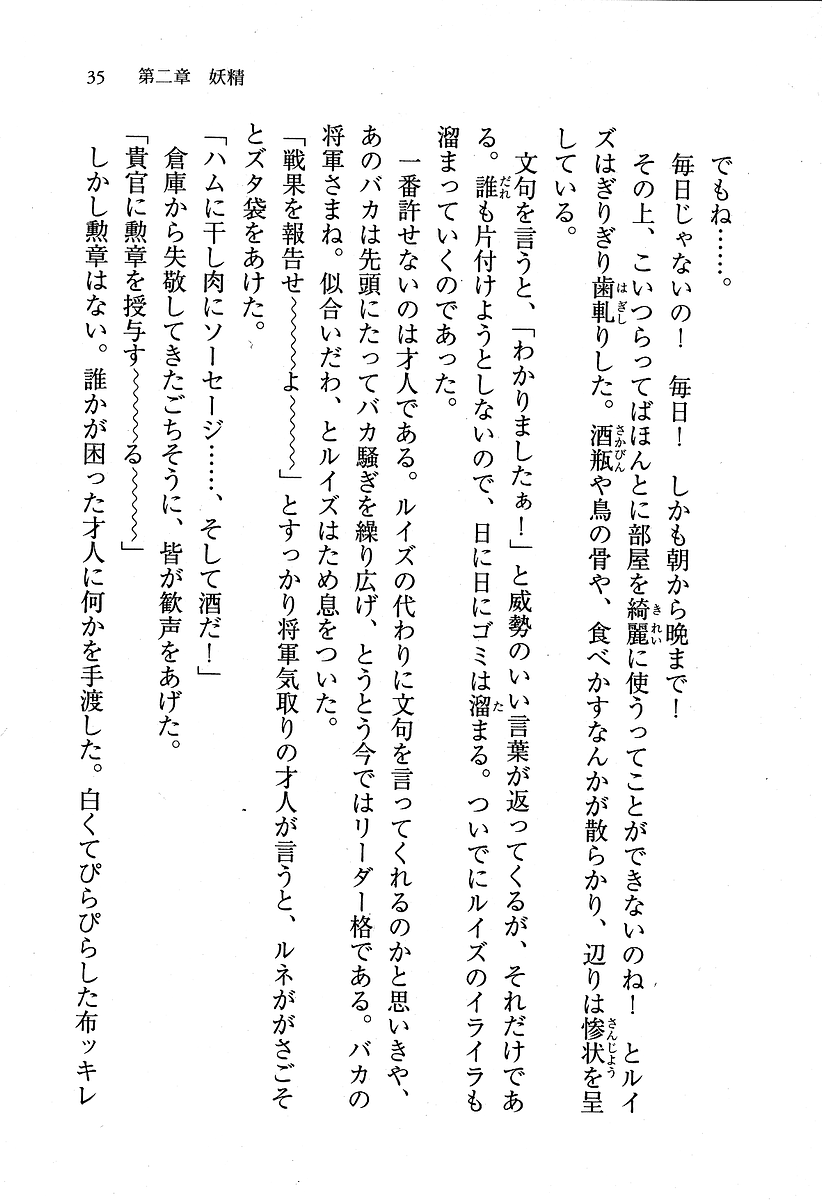 35　第二章　妖精
でもね……。
毎日じゃないの！　毎日！　しかも朝から晩まで！
その上、こいつらってばほんとに部屋を綺麗に使うってことができないのね！　とルイ
ズはぎりぎり歯軋りした。酒瓶や鳥の骨や、食べかすなんかが散らかり、辺りは惨状を呈
している。
文句を言うと、「わかりましたぁ！」と威勢のいい言葉が返ってくるが、それだけであ
る。誰も片付けようとしないので、日に日にゴミは溜まる。ついでにルイズのイライラも
溜まっていくのであった。
一番許せないのは才人である。ルイズの代わりに文句を言ってくれるのかと思いきや、
あのバカは先頭にたってバカ騒ぎを繰り広げ、とうとう今ではリーダー格である。バカの
将軍さまね。似合いだわ、とルイズはため息をついた。
「戦果を報告せ〜〜〜〜よ〜〜〜〜」とすっかり将軍気取りの才人が言うと、ルネががさごそ
とズタ袋をあけた。
「ハムに干し肉にソーセージ……、そして酒だ！」
倉庫から失敬してきたごちそうに、皆が歓声をあげた。
「貴官に勲章を授与す〜〜〜〜る〜〜〜〜」
しかし勲章はない。誰かが困った才人に何かを手渡した。白くてぴらぴらした布ッキレ